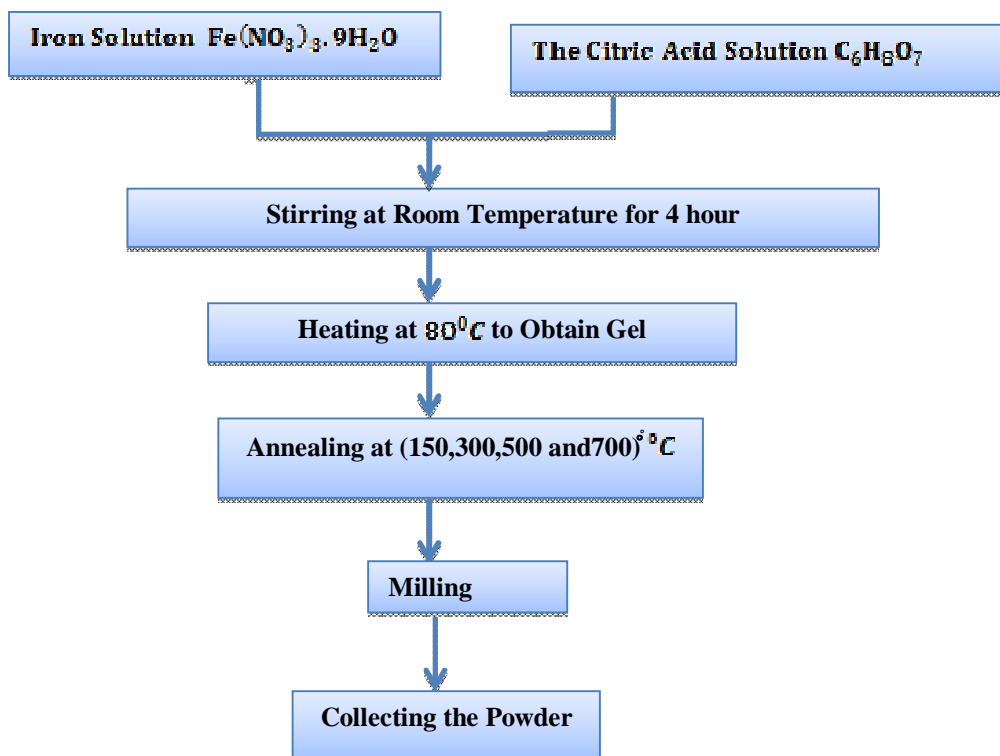 Iron Solution Fe(NO₃)₃. 9H₂O
The Citric Acid Solution C₆H₈O₇
Stirring at Room Temperature for 4 hour
Heating at 80⁰C to Obtain Gel
Annealing at (150,300,500 and700)° ⁰C
Milling
Collecting the Powder